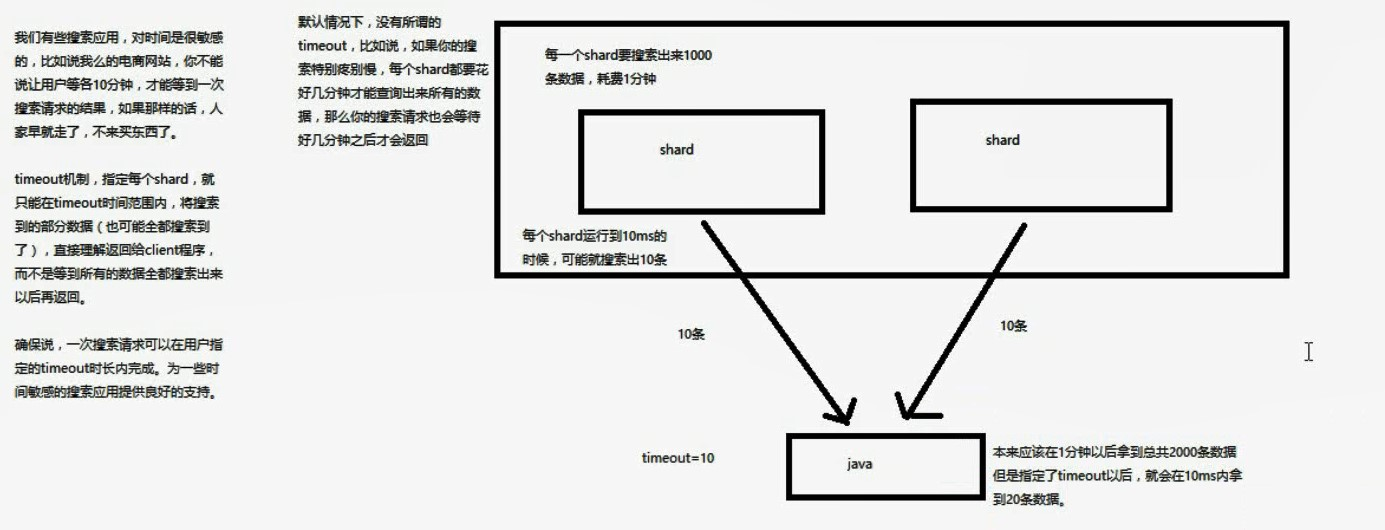 我们有些搜索应用，对时间是很敏感
的，比如说我么的电商网站，你不能
说让用户等各10分钟，才能等到一次
搜索请求的结果，如果那样的话，人
家早就走了，不来买东西了。
timeout机制，指定每个shard，就
只能在timeout时间范围内，将搜索
到的部分数据（也可能全都搜索到
了），直接理解返回给client程序，
而不是等到所有的数据全都搜索出来
以后再返回。
确保说，一次搜索请求可以在用户指
定的timeout时长内完成。为一些时
间敏感的搜索应用提供良好的支持。
默认情况下，没有所谓的
timeout，比如说，如果你的搜
索特别疼别慢，每个shard都要花
好几分钟才能查询出来所有的数
据，那么你的搜索请求也会等待
好几分钟之后才会返回
每一个shard要搜索出来1000
条数据，耗费1分钟
shard
shard
每个shard运行到10ms的
时候，可能就搜索出10条
10条
10条
timeout=10
java
本来应该在1分钟以后拿到总共2000条数据
但是指定了timeout以后，就会在10ms内拿
到20条数据。